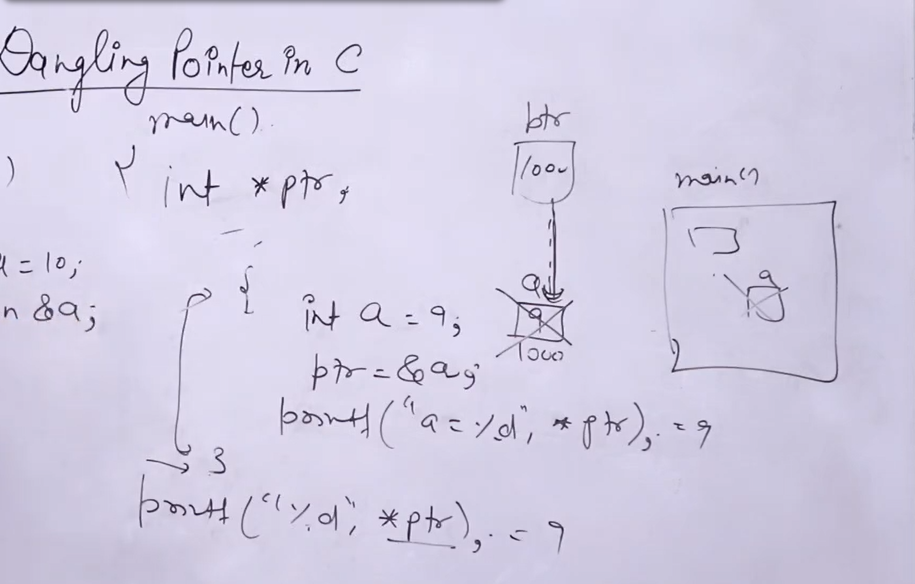 Dangling Pointer in C
main()
)
{ int *ptr;
= 10;
n &a;
{
int a = 9;
ptr = &a;
printf("a=%d", *ptr); = 9
}
printf("%d", *ptr); = 9
ptr
1000
a
9
1000
main()
a
9